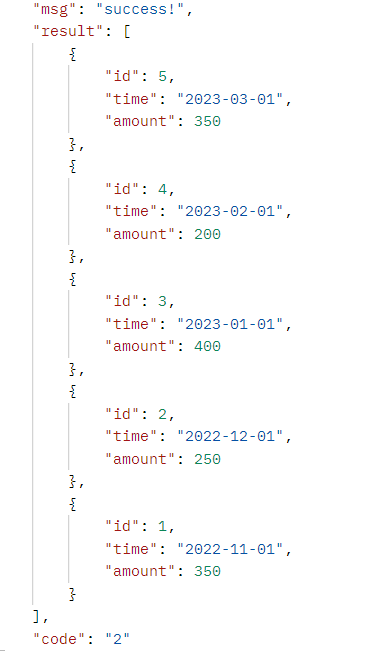 "msg": "success!",
"result": [
{
"id": 5,
"time": "2023-03-01",
"amount": 350
},
{
"id": 4,
"time": "2023-02-01",
"amount": 200
},
{
"id": 3,
"time": "2023-01-01",
"amount": 400
},
{
"id": 2,
"time": "2022-12-01",
"amount": 250
},
{
"id": 1,
"time": "2022-11-01",
"amount": 350
}
],
"code": "2"